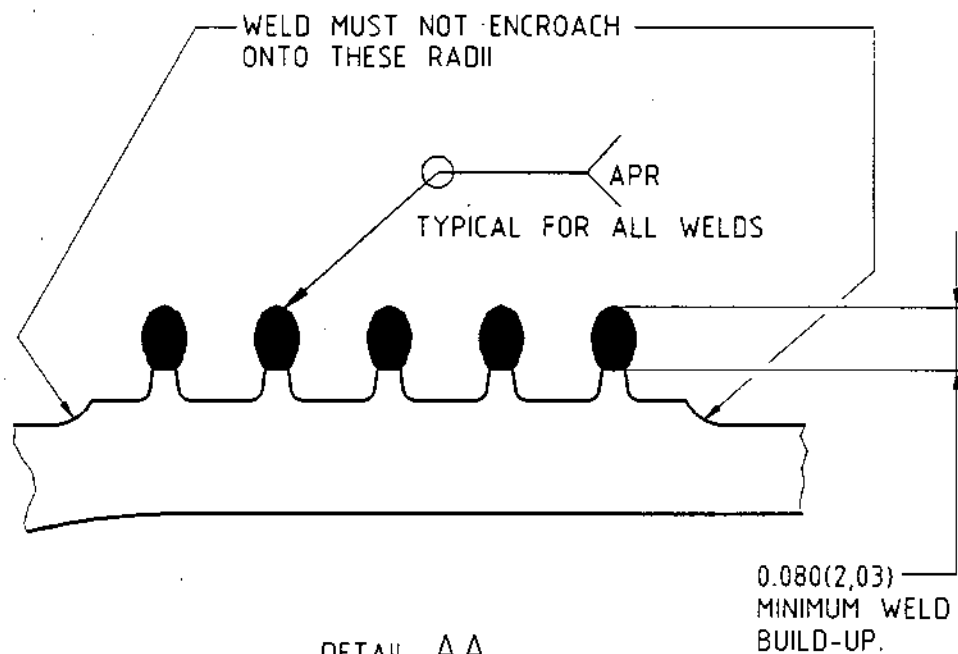 WELD MUST NOT ENCROACH
ONTO THESE RADII
APR
TYPICAL FOR ALL WELDS
0.080(2,03)
MINIMUM WELD
BUILD-UP.
DETAIL AA